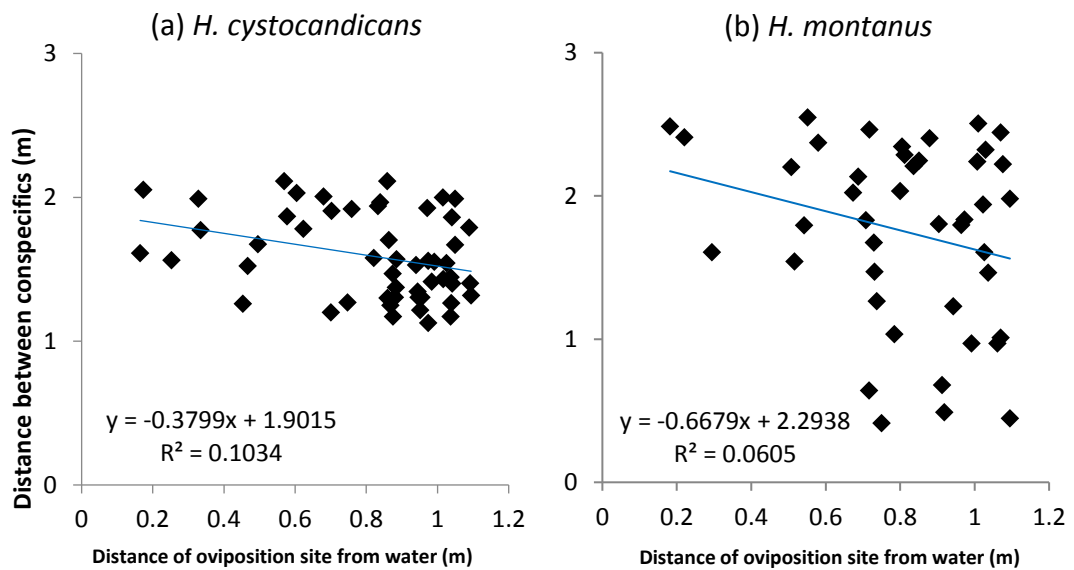 (a) H. cystocandicans
(b) H. montanus
Distance between conspecifics (m)
3
2
1
0
y = -0.3799x + 1.9015
R² = 0.1034
0 0.2 0.4 0.6 0.8 1 1.2
Distance of oviposition site from water (m)
3
2
1
0
y = -0.6679x + 2.2938
R² = 0.0605
0 0.2 0.4 0.6 0.8 1 1.2
Distance of oviposition site from water (m)